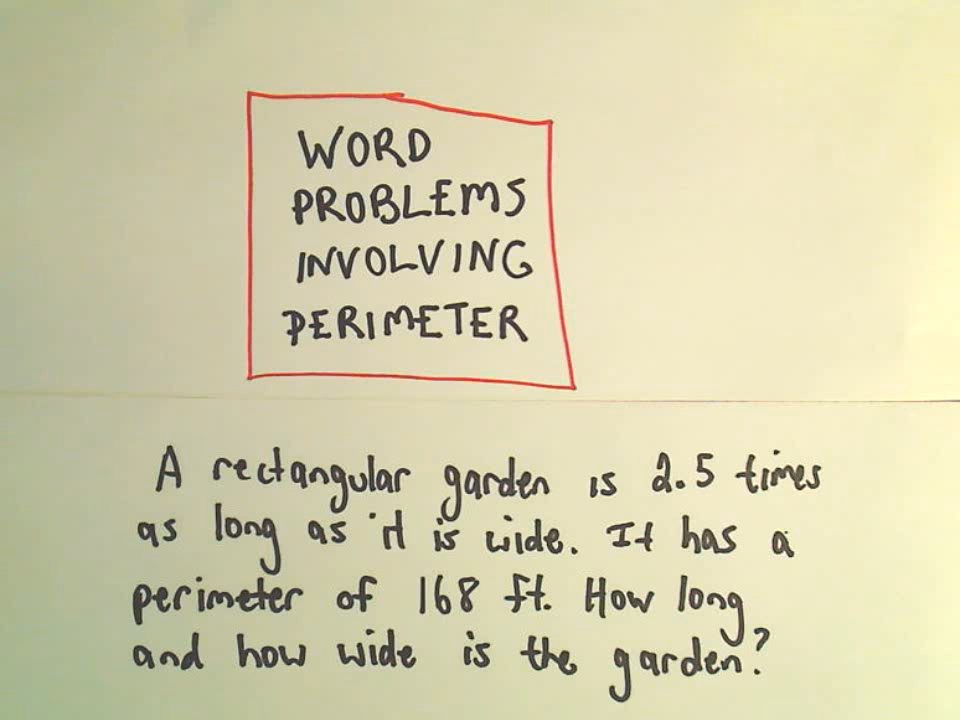 WORD
PROBLEMS
INVOLVING
PERIMETER
A rectangular garden is 2.5 times
as long as it is wide. It has a
perimeter of 168 ft. How long
and how wide is the garden?